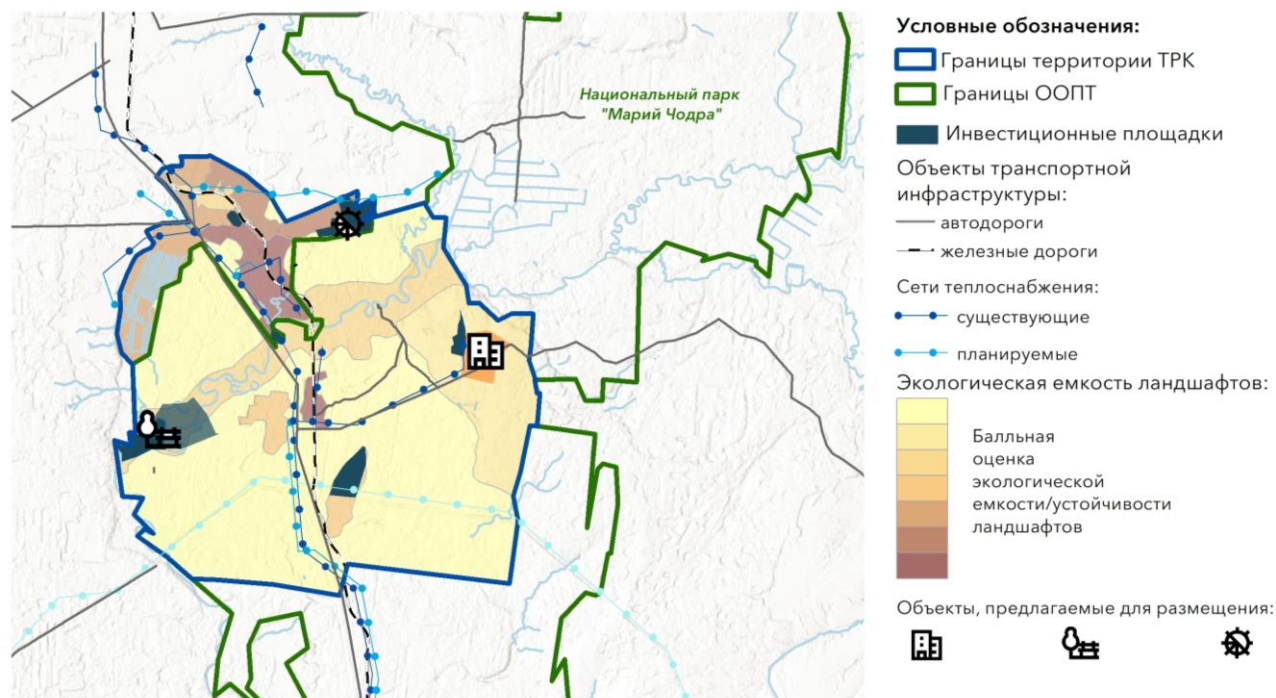 Национальный парк
"Марий Чодра"
Условные обозначения:
Границы территории ТРК
Границы ООПТ
Инвестиционные площадки
Объекты транспортной
инфраструктуры:
автодороги
железные дороги
Сети теплоснабжения:
существующие
планируемые
Экологическая емкость ландшафтов:
Балльная
оценка
экологической
емкости/устойчивости
ландшафтов
Объекты, предлагаемые для размещения: